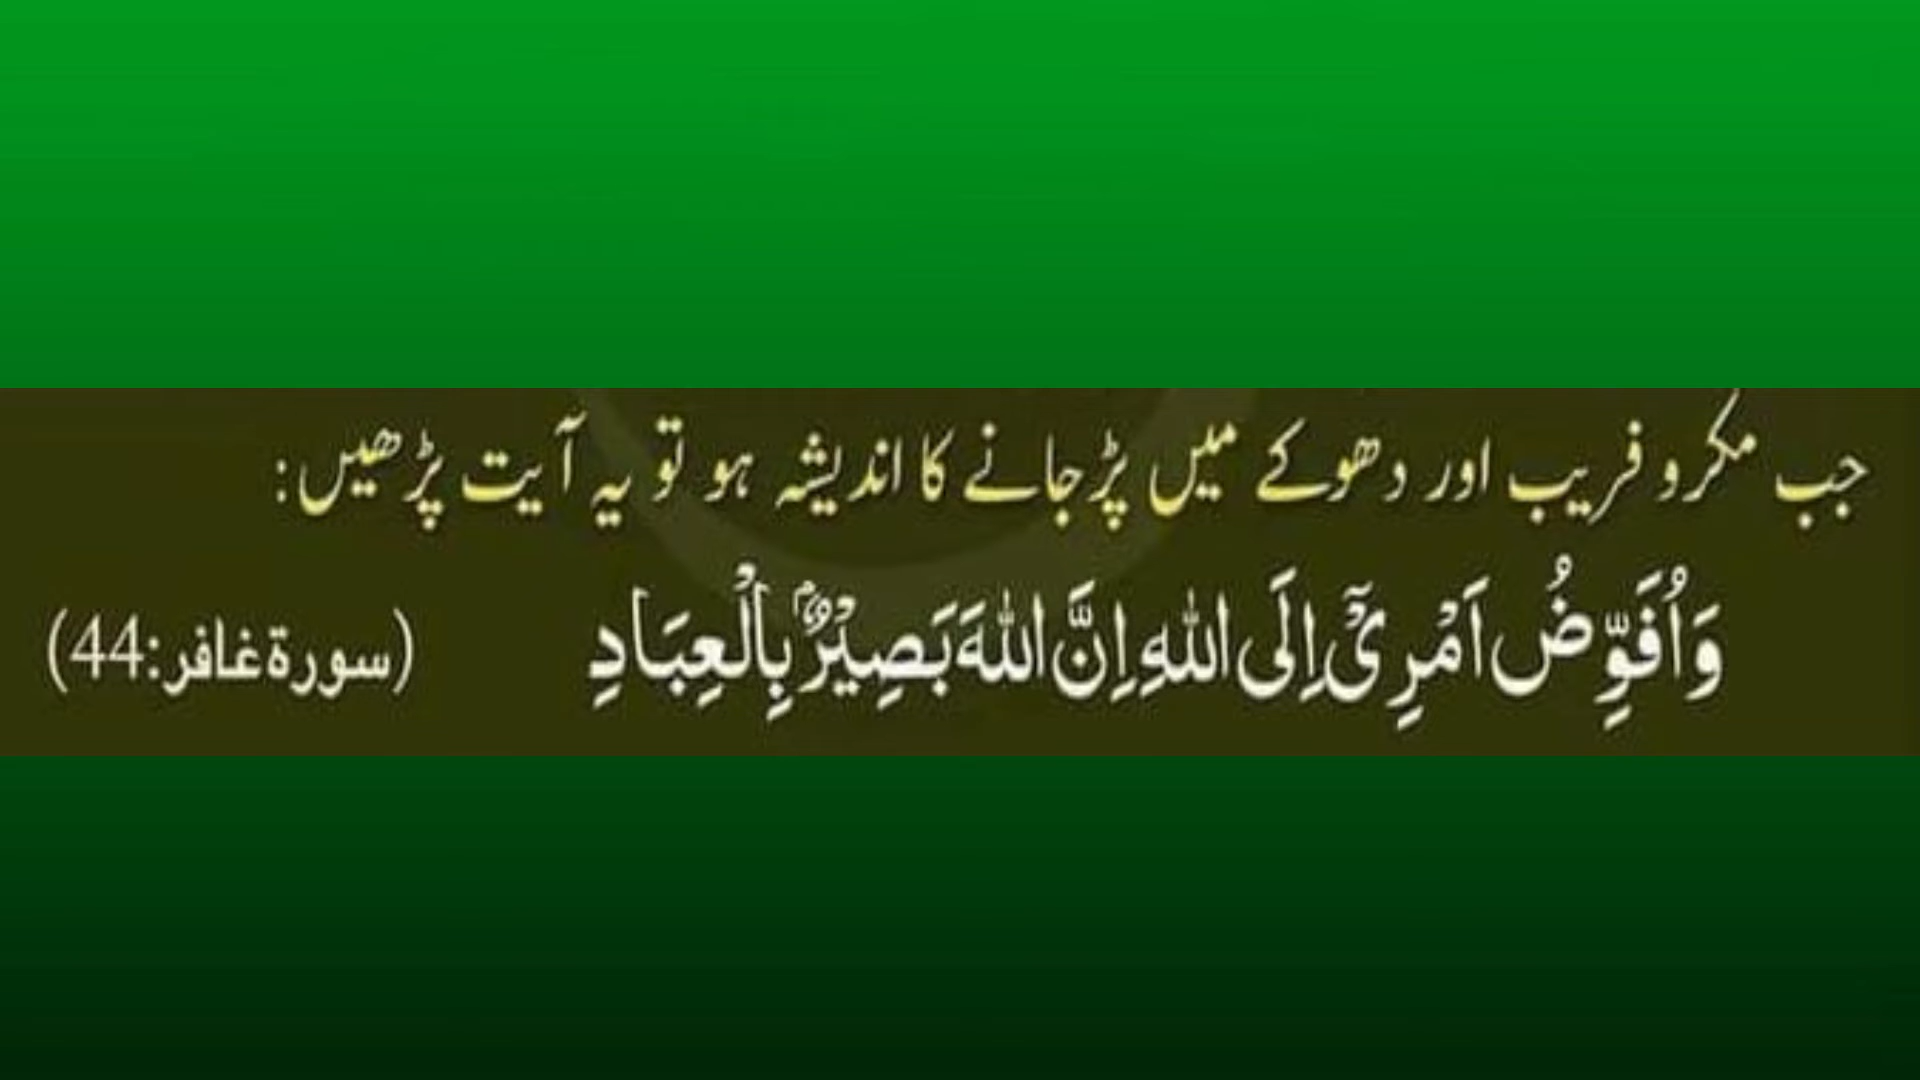 جب مکر و فریب اور دھوکے میں پڑ جانے کا اندیشہ ہو تو یہ آیت پڑھیں:
وَاُفَوِّضُ اَمْرِیْۤ اِلَی اللّٰہِ اِنَّ اللّٰہَ بَصِیْرٌۢ بِالْعِبَادِ (سورۃ غافر:44)